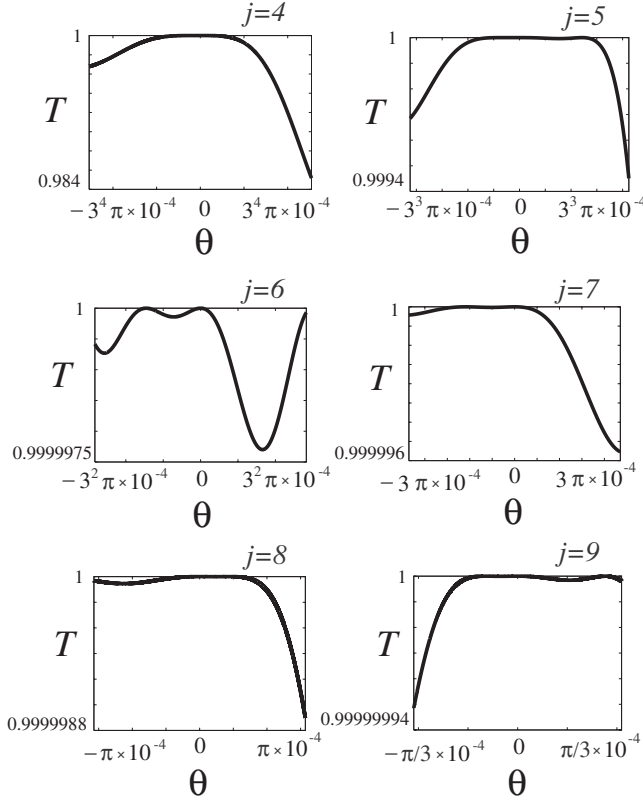 j=4
1
T
0.984
−3⁴ π×10⁻⁴ 0 3⁴ π×10⁻⁴
θ
j=5
1
T
0.9994
−3³ π×10⁻⁴ 0 3³ π×10⁻⁴
θ
j=6
1
T
0.9999975
−3² π×10⁻⁴ 0 3² π×10⁻⁴
θ
j=7
1
T
0.999996
−3 π×10⁻⁴ 0 3 π×10⁻⁴
θ
j=8
1
T
0.9999988
−π×10⁻⁴ 0 π×10⁻⁴
θ
j=9
1
T
0.99999994
−π/3×10⁻⁴ 0 π/3×10⁻⁴
θ